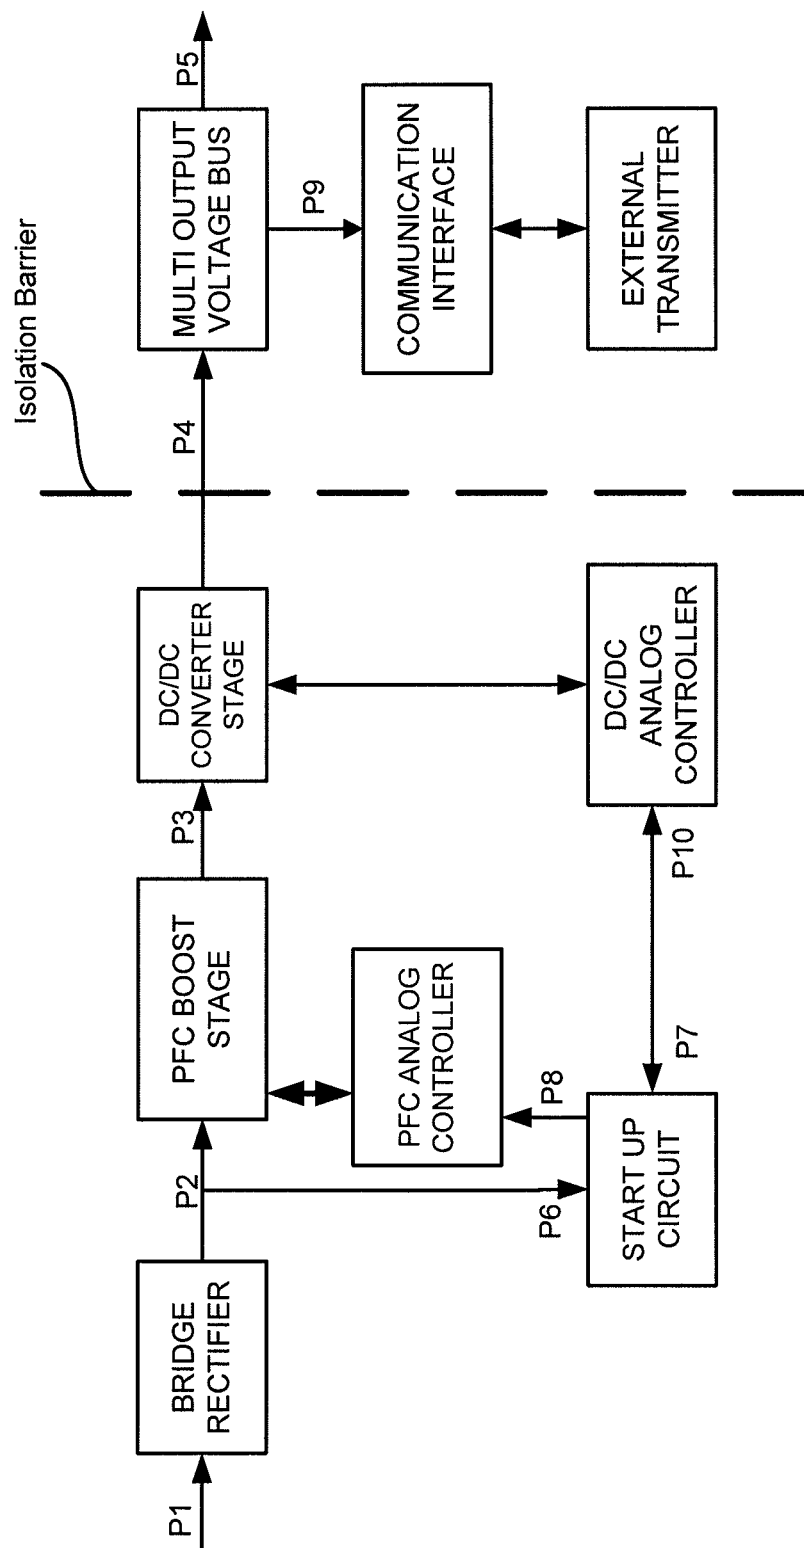 P1
BRIDGE
RECTIFIER
P2
PFC BOOST
STAGE
P3
DC/DC
CONVERTER
STAGE
P4
Isolation Barrier
MULTI OUTPUT
VOLTAGE BUS
P5
P6
P8
PFC ANALOG
CONTROLLER
P9
COMMUNICATION
INTERFACE
START UP
CIRCUIT
P7
P10
DC/DC
ANALOG
CONTROLLER
EXTERNAL
TRANSMITTER